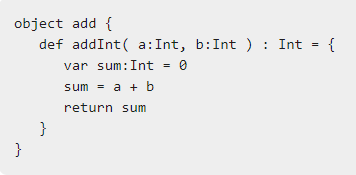 object add {
   def addInt( a:Int, b:Int ) : Int = {
      var sum:Int = 0
      sum = a + b
      return sum
   }
}